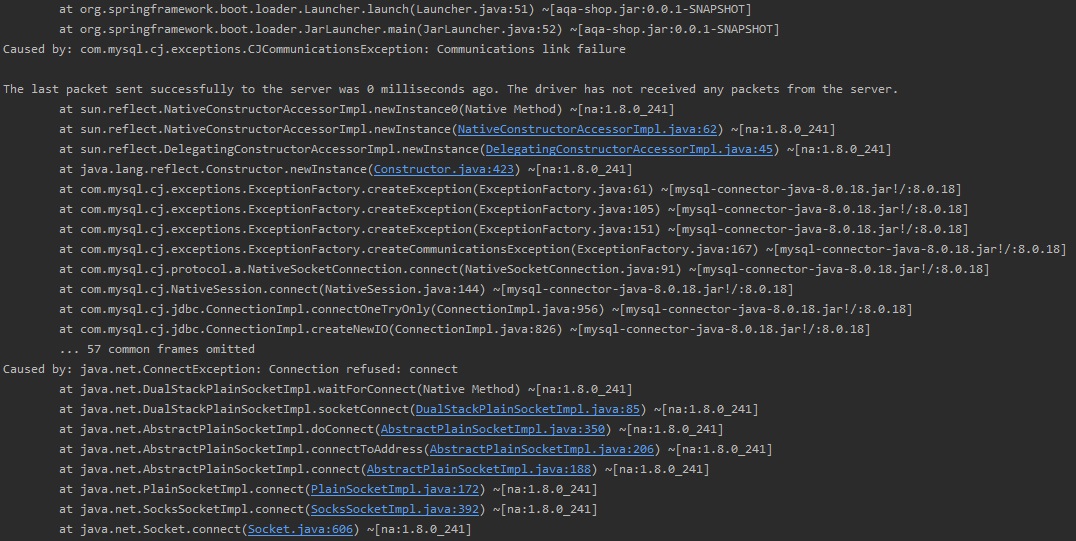 at org.springframework.boot.loader.Launcher.launch(Launcher.java:51) ~[aqa-shop.jar:0.0.1-SNAPSHOT]
at org.springframework.boot.loader.JarLauncher.main(JarLauncher.java:52) ~[aqa-shop.jar:0.0.1-SNAPSHOT]
Caused by: com.mysql.cj.exceptions.CJCommunicationsException: Communications link failure
The last packet sent successfully to the server was 0 milliseconds ago. The driver has not received any packets from the server.
at sun.reflect.NativeConstructorAccessorImpl.newInstance0(Native Method) ~[na:1.8.0_241]
at sun.reflect.NativeConstructorAccessorImpl.newInstance(NativeConstructorAccessorImpl.java:62) ~[na:1.8.0_241]
at sun.reflect.DelegatingConstructorAccessorImpl.newInstance(DelegatingConstructorAccessorImpl.java:45) ~[na:1.8.0_241]
at java.lang.reflect.Constructor.newInstance(Constructor.java:423) ~[na:1.8.0_241]
at com.mysql.cj.exceptions.ExceptionFactory.createException(ExceptionFactory.java:61) ~[mysql-connector-java-8.0.18.jar!/:8.0.18]
at com.mysql.cj.exceptions.ExceptionFactory.createException(ExceptionFactory.java:105) ~[mysql-connector-java-8.0.18.jar!/:8.0.18]
at com.mysql.cj.exceptions.ExceptionFactory.createException(ExceptionFactory.java:151) ~[mysql-connector-java-8.0.18.jar!/:8.0.18]
at com.mysql.cj.exceptions.ExceptionFactory.createCommunicationsException(ExceptionFactory.java:167) ~[mysql-connector-java-8.0.18.jar!/:8.0.18]
at com.mysql.cj.protocol.a.NativeSocketConnection.connect(NativeSocketConnection.java:91) ~[mysql-connector-java-8.0.18.jar!/:8.0.18]
at com.mysql.cj.NativeSession.connect(NativeSession.java:144) ~[mysql-connector-java-8.0.18.jar!/:8.0.18]
at com.mysql.cj.jdbc.ConnectionImpl.connectOneTryOnly(ConnectionImpl.java:956) ~[mysql-connector-java-8.0.18.jar!/:8.0.18]
at com.mysql.cj.jdbc.ConnectionImpl.createNewIO(ConnectionImpl.java:826) ~[mysql-connector-java-8.0.18.jar!/:8.0.18]
... 57 common frames omitted
Caused by: java.net.ConnectException: Connection refused: connect
at java.net.DualStackPlainSocketImpl.waitForConnect(Native Method) ~[na:1.8.0_241]
at java.net.DualStackPlainSocketImpl.socketConnect(DualStackPlainSocketImpl.java:85) ~[na:1.8.0_241]
at java.net.AbstractPlainSocketImpl.doConnect(AbstractPlainSocketImpl.java:350) ~[na:1.8.0_241]
at java.net.AbstractPlainSocketImpl.connectToAddress(AbstractPlainSocketImpl.java:206) ~[na:1.8.0_241]
at java.net.AbstractPlainSocketImpl.connect(AbstractPlainSocketImpl.java:188) ~[na:1.8.0_241]
at java.net.PlainSocketImpl.connect(PlainSocketImpl.java:172) ~[na:1.8.0_241]
at java.net.SocksSocketImpl.connect(SocksSocketImpl.java:392) ~[na:1.8.0_241]
at java.net.Socket.connect(Socket.java:606) ~[na:1.8.0_241]